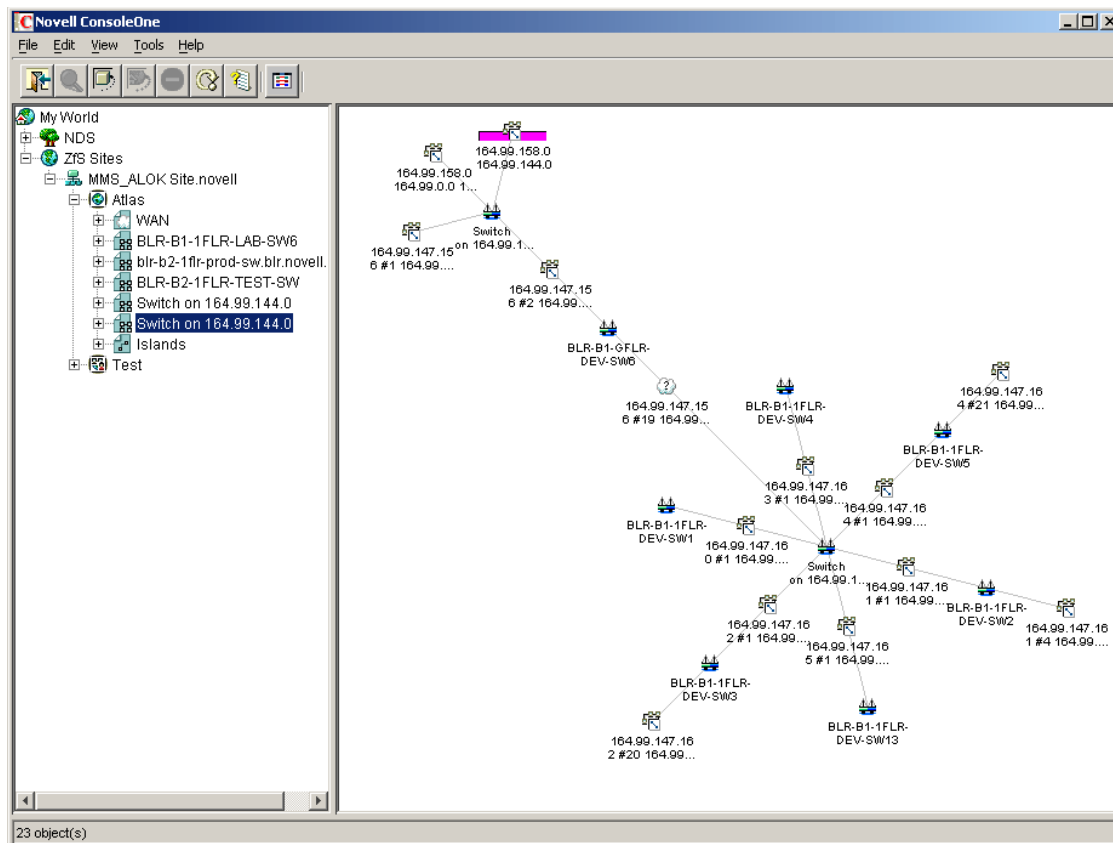 Novell ConsoleOne
File Edit View Tools Help
My World
NDS
ZfS Sites
MMS_ALOK Site.novell
Atlas
WAN
BLR-B1-1FLR-LAB-SW6
blr-b2-1flr-prod-sw.blr.novell.
BLR-B2-1FLR-TEST-SW
Switch on 164.99.144.0
Switch on 164.99.144.0
Islands
Test
164.99.158.0
164.99.144.0
164.99.158.0
164.99.0.0 1...
Switch
on 164.99.1...
164.99.147.15
6 #1 164.99....
164.99.147.15
6 #2 164.99....
BLR-B1-GFLR-
DEV-SW6
?
164.99.147.15
6 #19 164.99...
BLR-B1-1FLR-
DEV-SW4
164.99.147.16
4 #21 164.99...
BLR-B1-1FLR-
DEV-SW5
164.99.147.16
3 #1 164.99....
164.99.147.16
4 #1 164.99....
BLR-B1-1FLR-
DEV-SW1
164.99.147.16
0 #1 164.99....
Switch
on 164.99.1...
164.99.147.16
1 #1 164.99....
BLR-B1-1FLR-
DEV-SW2
164.99.147.16
1 #4 164.99....
164.99.147.16
2 #1 164.99....
164.99.147.16
5 #1 164.99....
BLR-B1-1FLR-
DEV-SW3
BLR-B1-1FLR-
DEV-SW13
164.99.147.16
2 #20 164.99...
23 object(s)